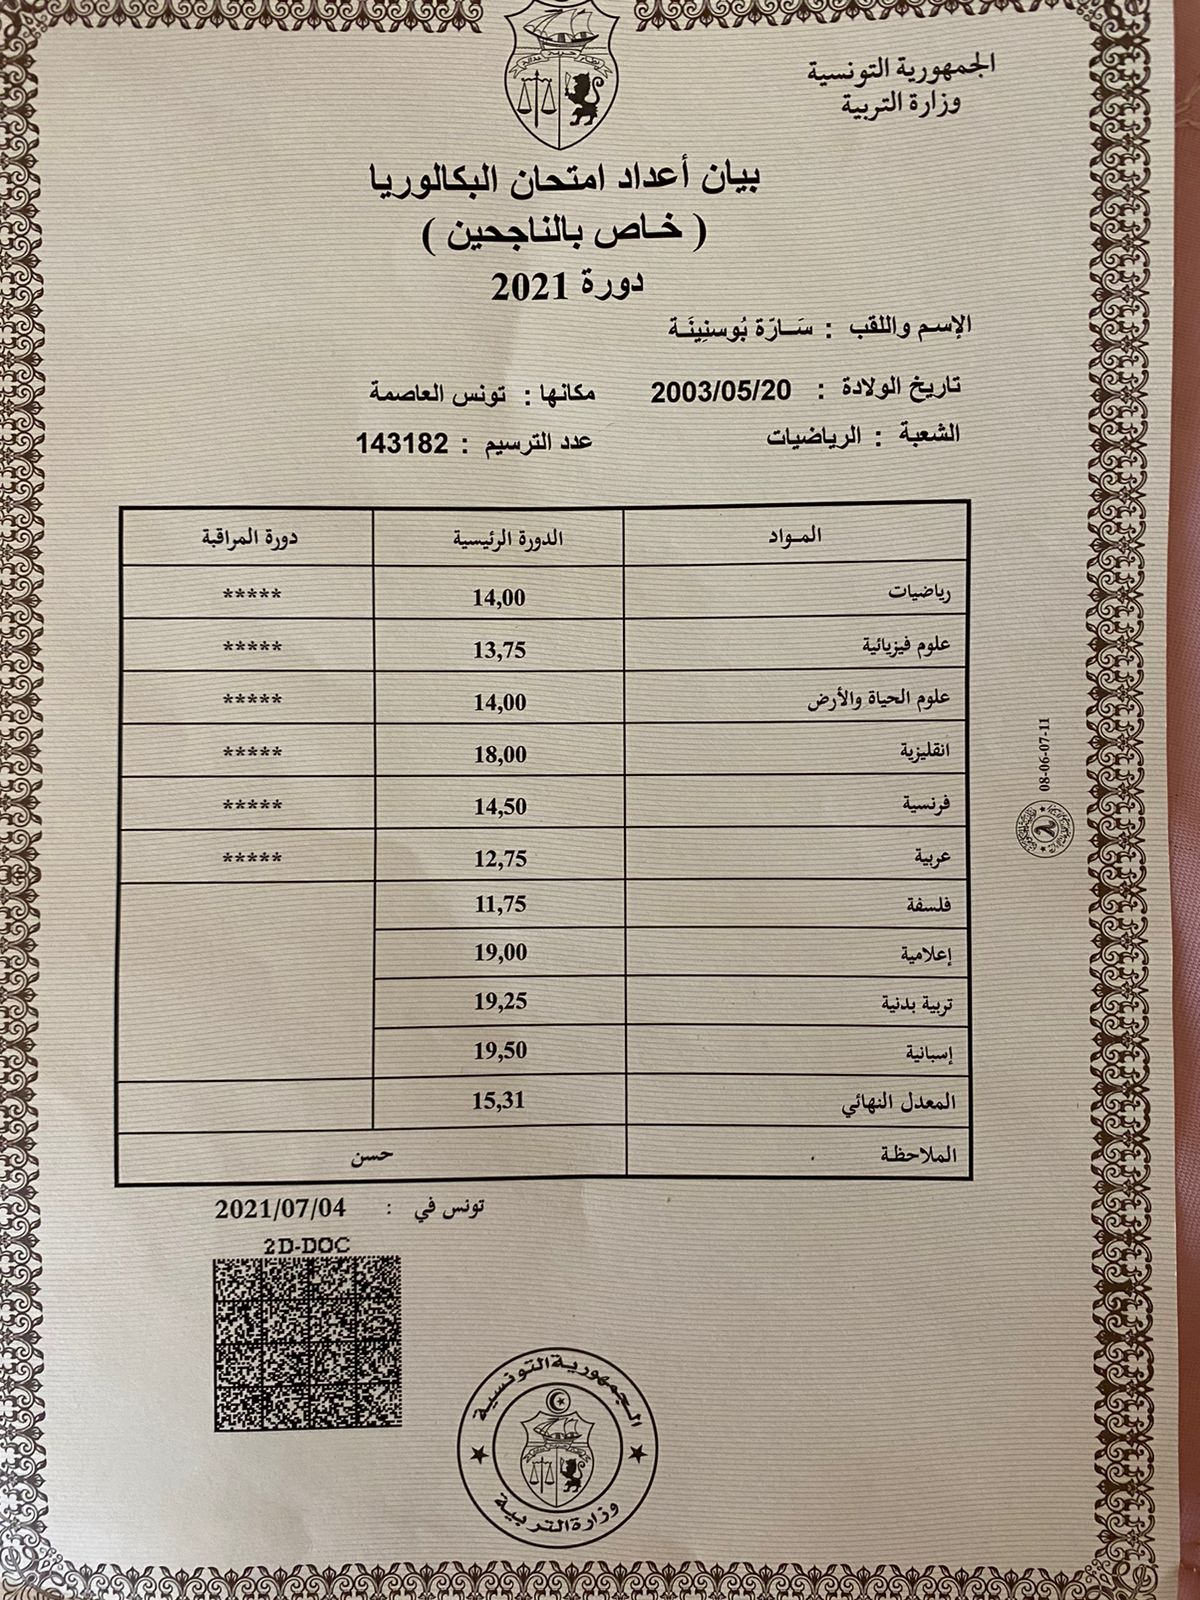 الجمهورية التونسية
وزارة التربية
بيان أعداد امتحان البكالوريا
( خاص بالناجحين )
دورة 2021
الإسم واللقب : سَارّة بُوسنِينَة
تاريخ الولادة : 2003/05/20 مكانها : تونس العاصمة
الشعبة : الرياضيات عدد الترسيم : 143182
المواد الدورة الرئيسية دورة المراقبة
رياضيات 14,00 *****
علوم فيزيائية 13,75 *****
علوم الحياة والأرض 14,00 *****
انقليزية 18,00 *****
فرنسية 14,50 *****
عربية 12,75 *****
فلسفة 11,75
إعلامية 19,00
تربية بدنية 19,25
إسبانية 19,50
المعدل النهائي 15,31
الملاحظة حسن
08-06-07-11
تونس في : 2021/07/04
2D-DOC
الجمهورية التونسية
وزارة التربية